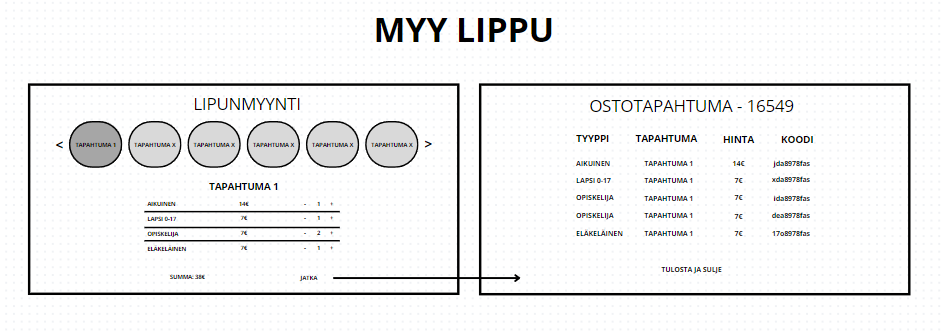 MYY LIPPU
LIPUNMYYNTI
< TAPAHTUMA 1 TAPAHTUMA X TAPAHTUMA X TAPAHTUMA X TAPAHTUMA X TAPAHTUMA X >
TAPAHTUMA 1
AIKUINEN 14€ - 1 +
LAPSI 0-17 7€ - 1 +
OPISKELIJA 7€ - 2 +
ELÄKELÄINEN 7€ - 1 +
SUMMA: 38€ JATKA
OSTOTAPAHTUMA - 16549
TYYPPI TAPAHTUMA HINTA KOODI
AIKUINEN TAPAHTUMA 1 14€ jda8978fas
LAPSI 0-17 TAPAHTUMA 1 7€ xda8978fas
OPISKELIJA TAPAHTUMA 1 7€ ida8978fas
OPISKELIJA TAPAHTUMA 1 7€ dea8978fas
ELÄKELÄINEN TAPAHTUMA 1 7€ 17o8978fas
TULOSTA JA SULJE